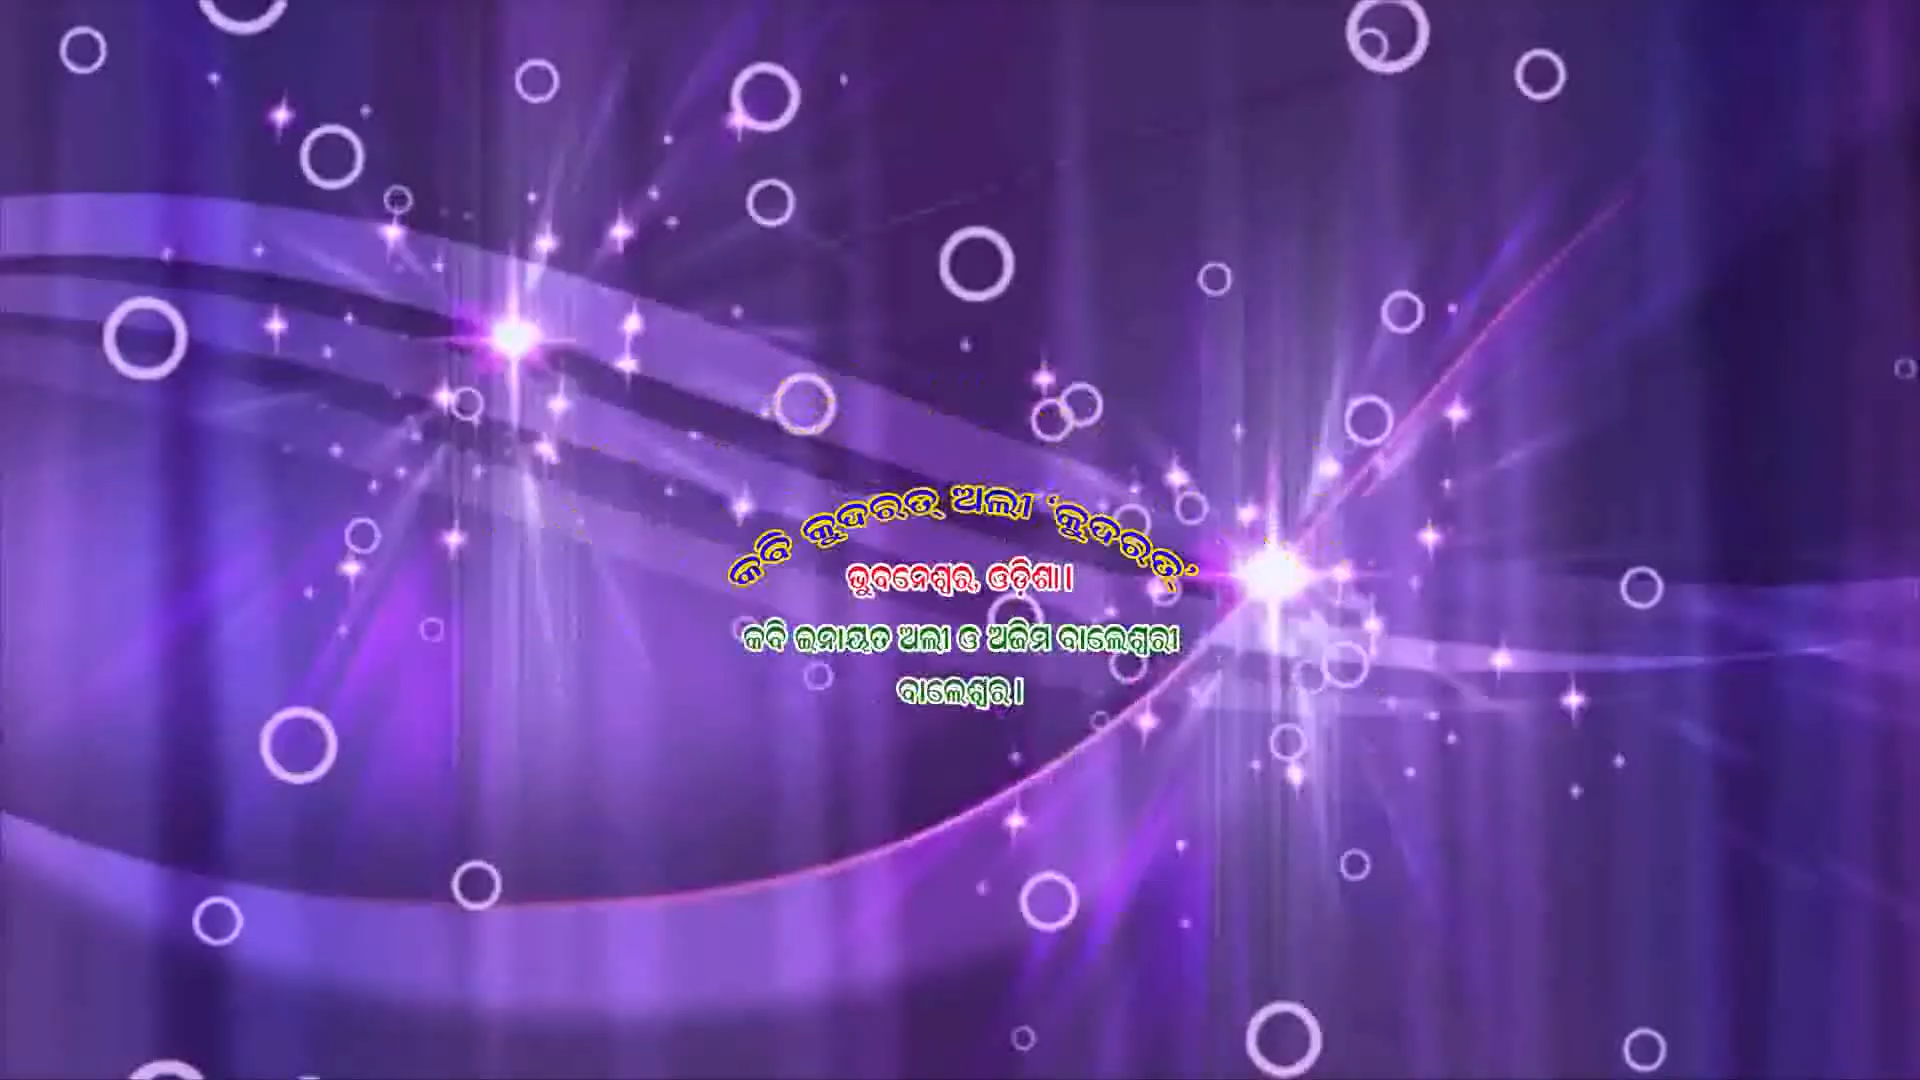 କବି କୁଦରତ୍ ଅଲୀ ‘କୁଦରତ୍’
ଭୁବନେଶ୍ୱର, ଓଡ଼ିଶା।
କବି ଇନାୟତ ଅଲୀ ଓ ଅଜିମ ବାଲେଶ୍ୱରୀ
ବାଲେଶ୍ୱର।